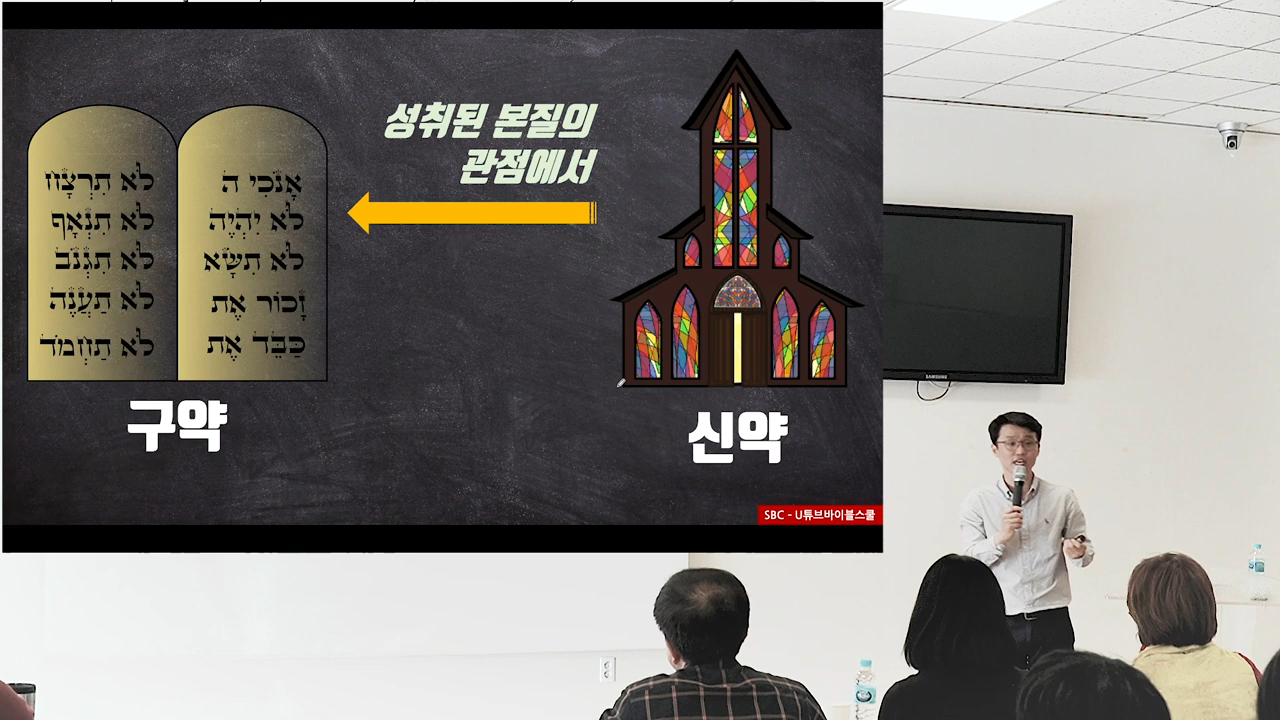 성취된 본질의
관점에서
אָנֹכִי ה
לֹא יִהְיֶה
לֹא תִשָּׂא
זָכוֹר אֶת
כַּבֵּד אֶת
לֹא תִּרְצָח
לֹא תִּנְאָף
לֹא תִּגְנֹב
לֹא תַעֲנֶה
לֹא תַחְמֹד
구약
신약
SBC - U튜브바이블스쿨
SAMSUNG